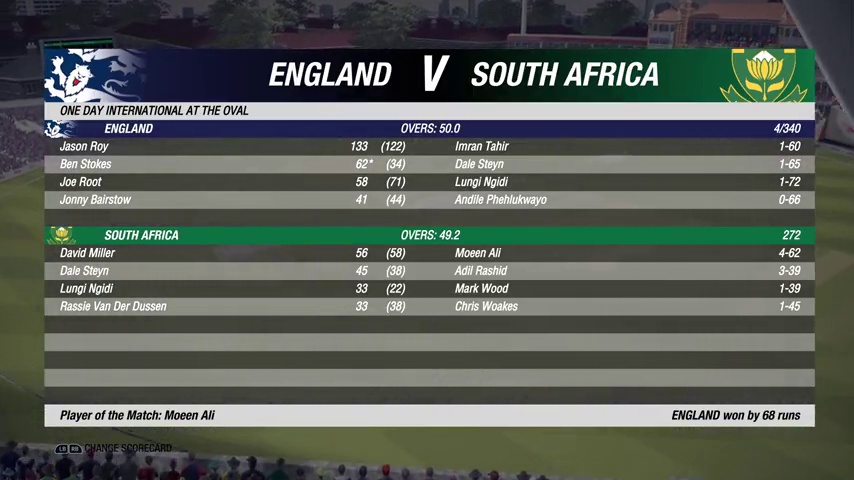 ENGLAND V SOUTH AFRICA
ONE DAY INTERNATIONAL AT THE OVAL
ENGLAND OVERS: 50.0 4/340
Jason Roy 133 (122) Imran Tahir 1-60
Ben Stokes 62* (34) Dale Steyn 1-65
Joe Root 58 (71) Lungi Ngidi 1-72
Jonny Bairstow 41 (44) Andile Phehlukwayo 0-66
SOUTH AFRICA OVERS: 49.2 272
David Miller 56 (58) Moeen Ali 4-62
Dale Steyn 45 (38) Adil Rashid 3-39
Lungi Ngidi 33 (22) Mark Wood 1-39
Rassie Van Der Dussen 33 (38) Chris Woakes 1-45
Player of the Match: Moeen Ali ENGLAND won by 68 runs
LB RB CHANGE SCORECARD